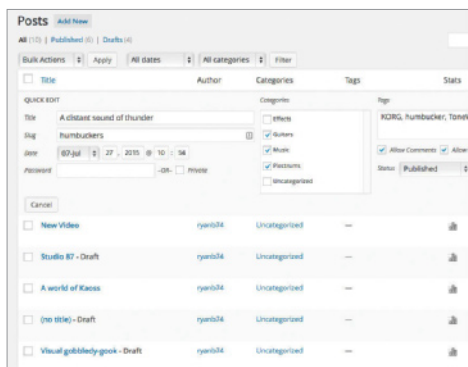 Posts Add New
All (10) | Published (6) | Drafts (4)
Bulk Actions Apply All dates All categories Filter
Title Author Categories Tags Stats
QUICK EDIT Categories Tags
Title A distant sound of thunder
Effects
KORG, humbucker,
Slug humbuckers
Guitars
Date 07-Jul 27 , 2015 @ 10 : 58
Music
Allow Comments Allow
Password -OR- Private
Status Published
Uncategorized
Cancel
New Video ryanb74 Uncategorized —
Studio 87 - Draft ryanb74 Uncategorized —
A world of Kaoss ryanb74 Uncategorized —
(no title) - Draft ryanb74 Uncategorized —
Visual gobbledy-gook - Draft ryanb74 Uncategorized —